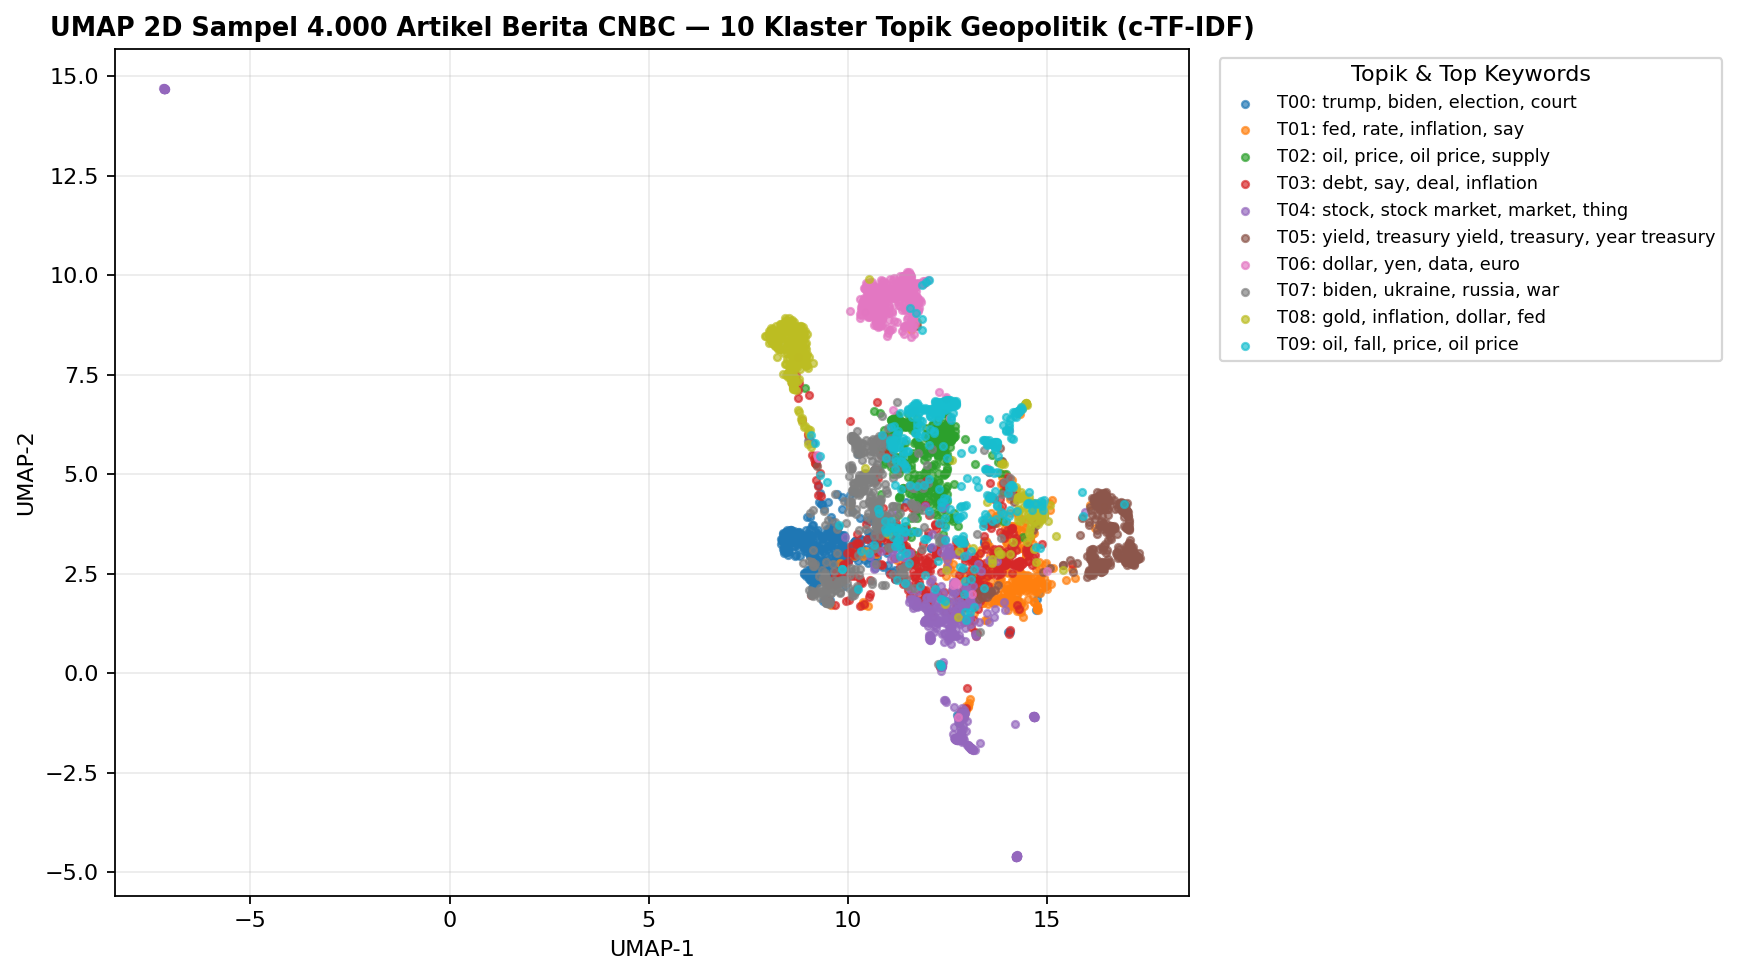 UMAP 2D Sampel 4.000 Artikel Berita CNBC — 10 Klaster Topik Geopolitik (c-TF-IDF)
15.0
12.5
10.0
7.5
5.0
2.5
0.0
−2.5
−5.0
UMAP-2
−5
0
5
10
15
UMAP-1
Topik & Top Keywords
T00: trump, biden, election, court
T01: fed, rate, inflation, say
T02: oil, price, oil price, supply
T03: debt, say, deal, inflation
T04: stock, stock market, market, thing
T05: yield, treasury yield, treasury, year treasury
T06: dollar, yen, data, euro
T07: biden, ukraine, russia, war
T08: gold, inflation, dollar, fed
T09: oil, fall, price, oil price